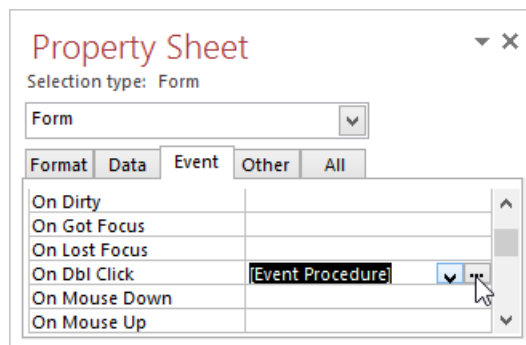 Property Sheet
Selection type: Form
Form
Format Data Event Other All
On Dirty
On Got Focus
On Lost Focus
On Dbl Click [Event Procedure] ...
On Mouse Down
On Mouse Up